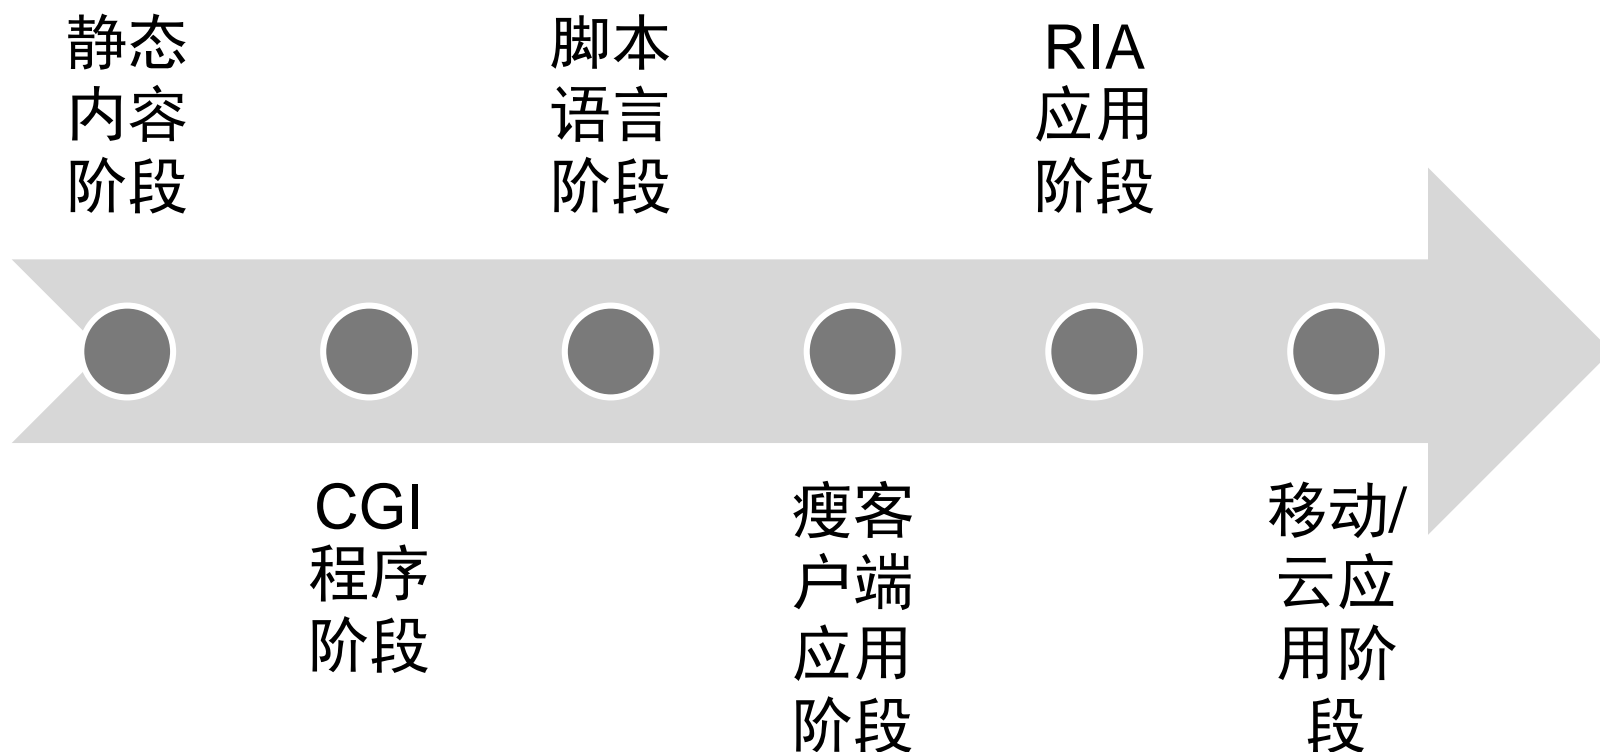 静态
内容
阶段
CGI
程序
阶段
脚本
语言
阶段
瘦客
户端
应用
阶段
RIA
应用
阶段
移动/
云应
用阶
段